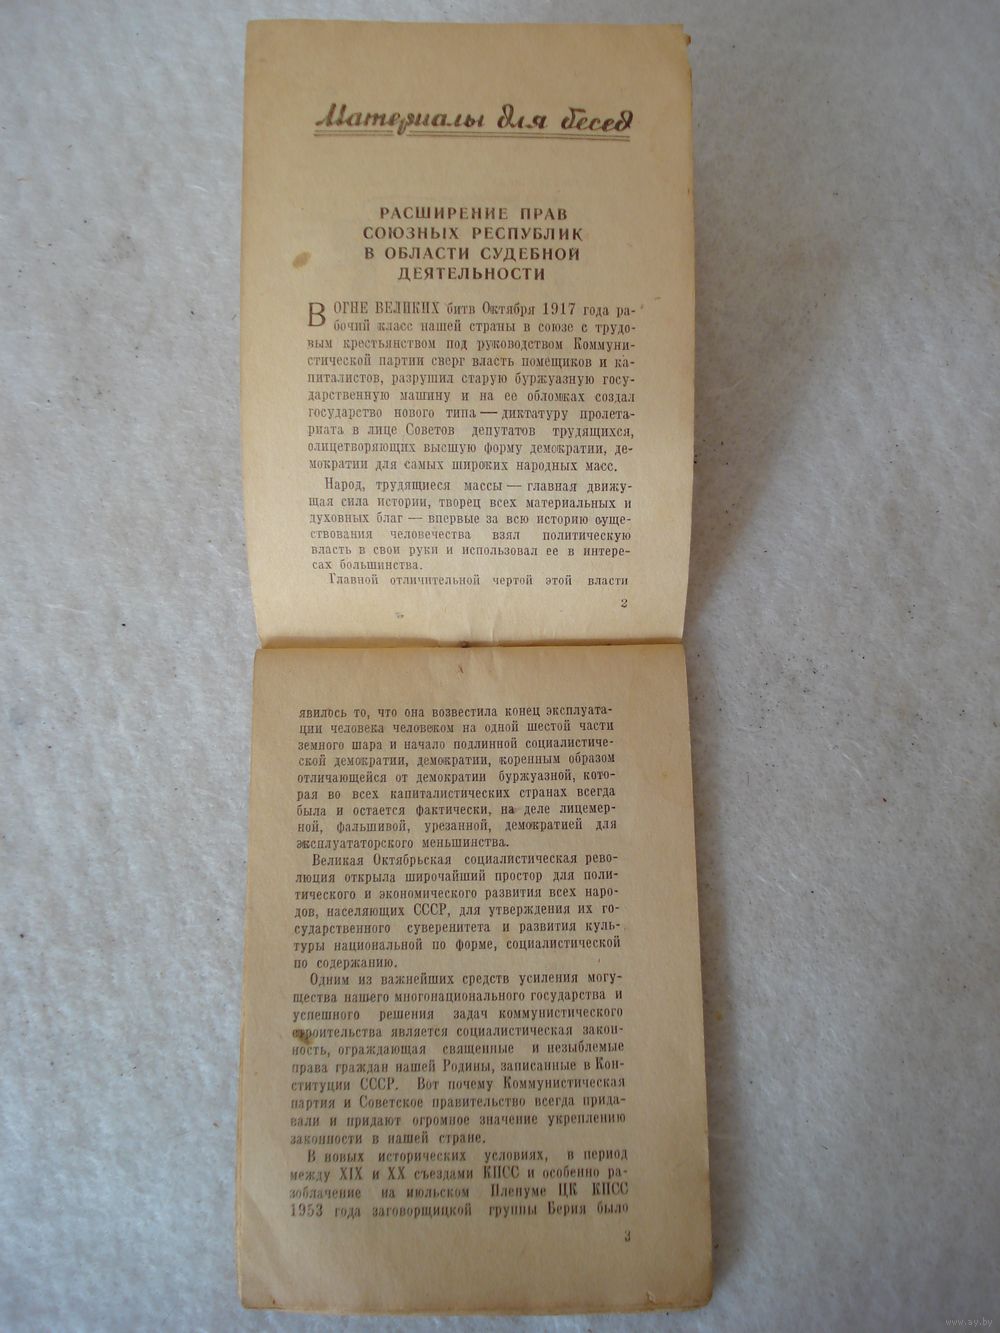 Материалы для бесед
РАСШИРЕНИЕ ПРАВ
СОЮЗНЫХ РЕСПУБЛИК
В ОБЛАСТИ СУДЕБНОЙ
ДЕЯТЕЛЬНОСТИ
В ОГНЕ ВЕЛИКИХ битв Октября 1917 года ра-
бочий класс нашей страны в союзе с трудо-
вым крестьянством под руководством Коммуни-
стической партии сверг власть помещиков и ка-
питалистов, разрушил старую буржуазную госу-
дарственную машину и на ее обломках создал
государство нового типа — диктатуру пролета-
риата в лице Советов депутатов трудящихся,
олицетворяющих высшую форму демократии, де-
мократии для самых широких народных масс.
Народ, трудящиеся массы — главная движу-
щая сила истории, творец всех материальных и
духовных благ — впервые за всю историю суще-
ствования человечества взял политическую
власть в свои руки и использовал ее в интере-
сах большинства.
Главной отличительной чертой этой власти
2
явилось то, что она возвестила конец эксплуата-
ции человека человеком на одной шестой части
земного шара и начало подлинной социалистиче-
ской демократии, демократии, коренным образом
отличающейся от демократии буржуазной, кото-
рая во всех капиталистических странах всегда
была и остается фактически, на деле лицемер-
ной, фальшивой, урезанной, демократией для
эксплуататорского меньшинства.
Великая Октябрьская социалистическая рево-
люция открыла широчайший простор для поли-
тического и экономического развития всех наро-
дов, населяющих СССР, для утверждения их го-
сударственного суверенитета и развития куль-
туры национальной по форме, социалистической
по содержанию.
Одним из важнейших средств усиления могу-
щества нашего многонационального государства и
успешного решения задач коммунистического
строительства является социалистическая закон-
ность, ограждающая священные и незыблемые
права граждан нашей Родины, записанные в Кон-
ституции СССР. Вот почему Коммунистическая
партия и Советское правительство всегда прида-
вали и придают огромное значение укреплению
законности в нашей стране.
В новых исторических условиях, в период
между XIX и XX съездами КПСС и особенно ра-
зоблачение на июльском Пленуме ЦК КПСС
1953 года заговорщицкой группы Берия было
3
www.ay.by